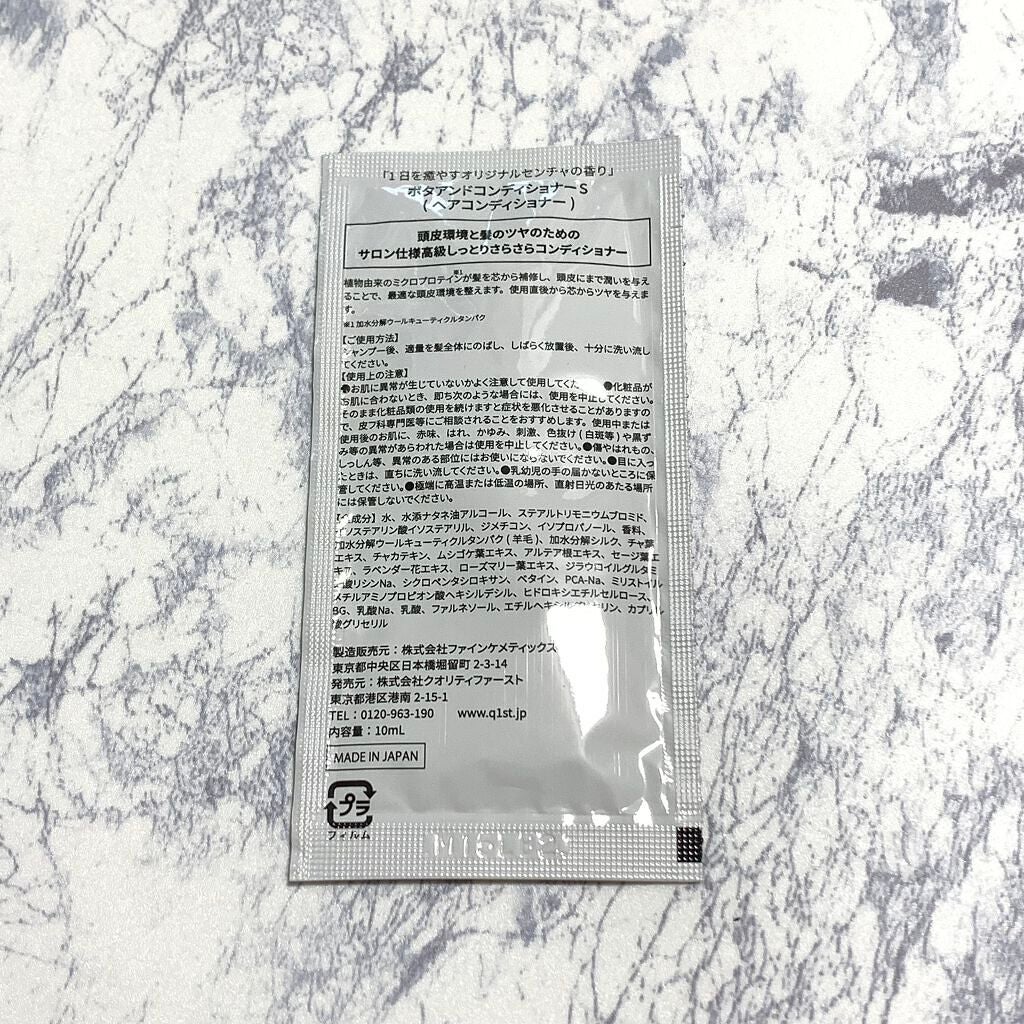 「1日を癒やすオリジナルセンチャの香り」
ボタアンドコンディショナーS
(ヘアコンディショナー)
頭皮環境と髪のツヤのための
サロン仕様高級しっとりさらさらコンディショナー
植物由来のミクロプロテイン※1が髪を芯から補修し、頭皮にまで潤いを与え
ることで、最適な頭皮環境を整えます。使用直後から芯からツヤを与えま
す。
※1 加水分解ウールキューティクルタンパク
【ご使用方法】
シャンプー後、適量を髪全体にのばし、しばらく放置後、十分に洗い流し
てください。
【使用上の注意】
●お肌に異常が生じていないかよく注意して使用してくだ ●化粧品が
お肌に合わないとき、即ち次のような場合には、使用を中止してください。
そのまま化粧品類の使用を続けますと症状を悪化させることがありますの
で、皮フ科専門医等にご相談されることをおすすめします。使用中または
使用後のお肌に、赤味、はれ、かゆみ、刺激、色抜け(白斑等)や黒ず
み等の異常があらわれた場合は使用を中止してください。●傷やはれもの、
しっしん等、異常のある部位にはお使いにならないでください。●目に入っ
たときは、直ちに洗い流してください。●乳幼児の手の届かないところに保
管してください。●極端に高温または低温の場所、直射日光のあたる場所
には保管しないでください。
【全成分】水、水添ナタネ油アルコール、ステアルトリモニウムブロミド、
イソステアリン酸イソステアリル、ジメチコン、イソプロパノール、香料、
加水分解ウールキューティクルタンパク(羊毛)、加水分解シルク、チャ葉
エキス、チャカテキン、ムシゴケ葉エキス、アルテア根エキス、セージ葉エ
キス、ラベンダー花エキス、ローズマリー葉エキス、ジラウロイルグルタミ
ン酸リシンNa、シクロペンタシロキサン、ベタイン、PCA-Na、ミリストイル
メチルアミノプロピオン酸ヘキシルデシル、ヒドロキシエチルセルロース、
BG、乳酸Na、乳酸、ファルネソール、エチルヘキシルグリセリン、カプリル
酸グリセリル
製造販売元：株式会社ファインケメティックス
東京都中央区日本橋堀留町 2-3-14
発売元：株式会社クオリティファースト
東京都港区港南 2-15-1
TEL：0120-963-190 www.q1st.jp
内容量：10mL
MADE IN JAPAN
プラ
フィルム